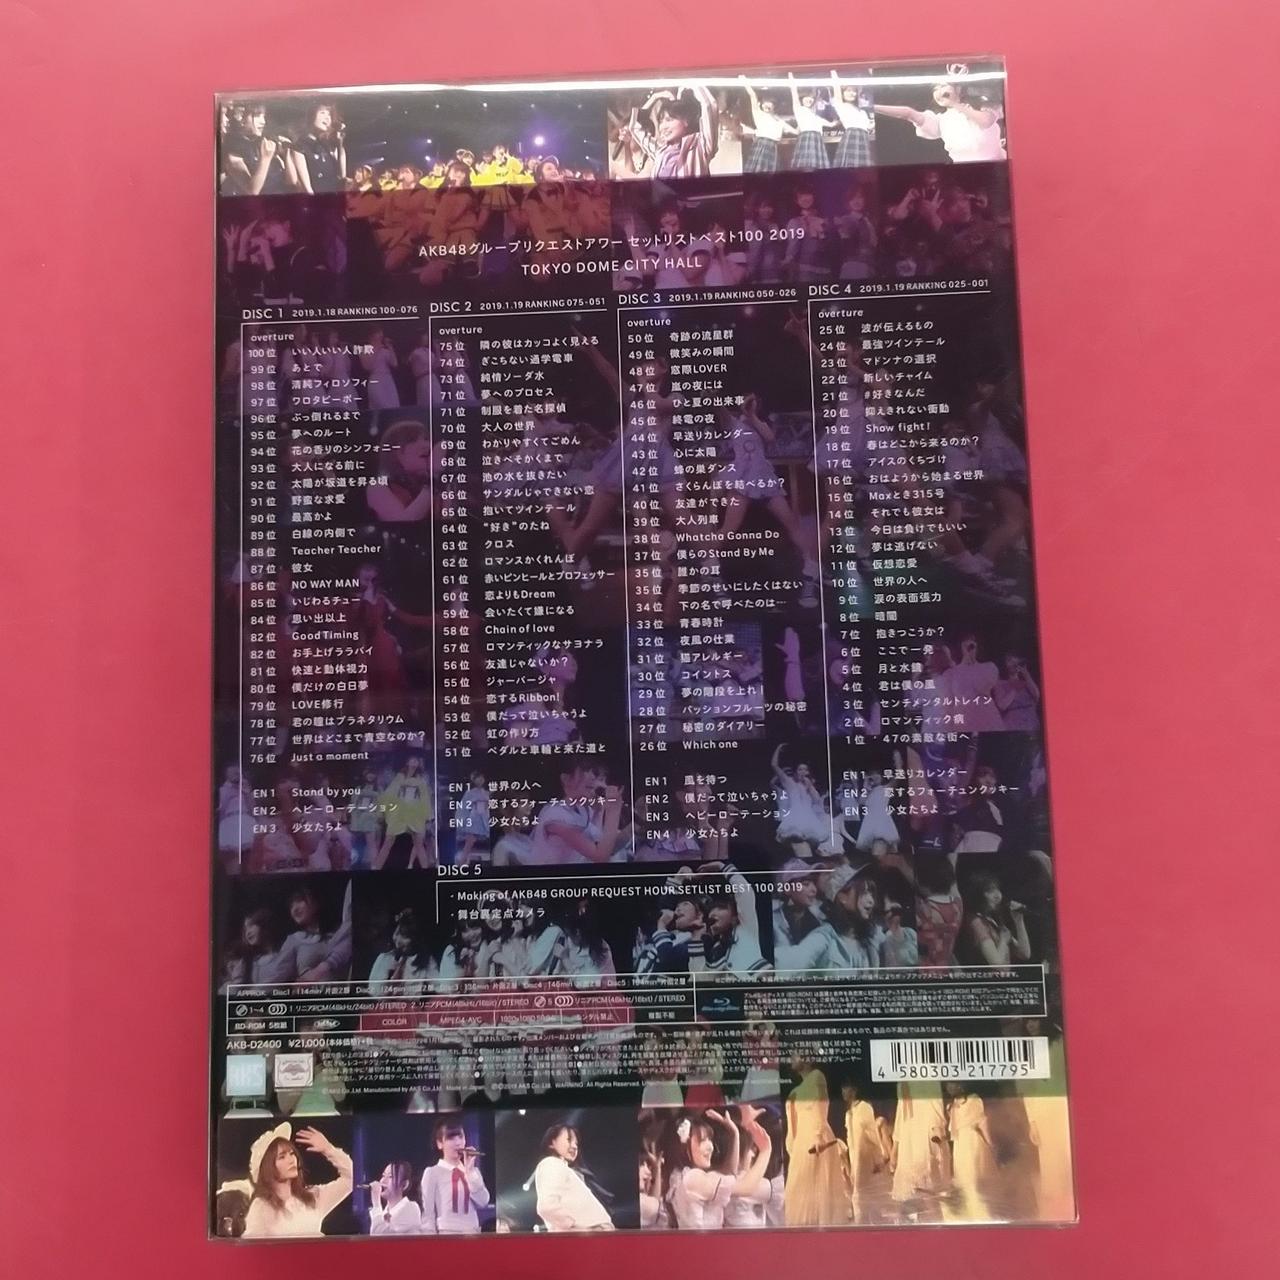 AKB48グループリクエストアワー セットリストベスト100 2019
TOKYO DOME CITY HALL
DISC 1 2019.1.18 RANKING 100-076
overture
100位 いい人いい人詐欺
99位 あとで
98位 清純フィロソフィー
97位 ワロタピーポー
96位 ぶっ倒れるまで
95位 夢へのルート
94位 花の香りのシンフォニー
93位 大人になる前に
92位 太陽が坂道を昇る頃
91位 野蛮な求愛
90位 最高かよ
89位 白線の内側で
88位 Teacher Teacher
87位 彼女
86位 NO WAY MAN
85位 いじわるチュー
84位 思い出以上
82位 Good Timing
82位 お手上げララバイ
81位 快速と動体視力
80位 僕だけの白日夢
79位 LOVE修行
78位 君の瞳はプラネタリウム
77位 世界はどこまで青空なのか?
76位 Just a moment
EN1 Stand by you
EN2 ヘビーローテーション
EN3 少女たちよ
DISC 2 2019.1.19 RANKING 075-051
overture
75位 隣の彼はカッコよく見える
74位 ぎこちない通学電車
73位 純情ソーダ水
71位 夢へのプロセス
71位 制服を着た名探偵
70位 大人の世界
69位 わかりやすくてごめん
68位 泣きべそかくまで
67位 池の水を抜きたい
66位 サンダルじゃできない恋
65位 抱いてツインテール
64位 “好き”のたね
63位 クロス
62位 ロマンスかくれんぼ
61位 赤いピンヒールとプロフェッサー
60位 恋よりもDream
59位 会いたくて嫌になる
58位 Chain of love
57位 ロマンティックなサヨナラ
56位 友達じゃないか?
55位 ジャーバージャ
54位 恋するRibbon!
53位 僕だって泣いちゃうよ
52位 虹の作り方
51位 ペダルと車輪と来た道と
EN1 世界の人へ
EN2 恋するフォーチュンクッキー
EN3 少女たちよ
DISC 3 2019.1.19 RANKING 050-026
overture
50位 奇跡の流星群
49位 微笑みの瞬間
48位 窓際LOVER
47位 嵐の夜には
46位 ひと夏の出来事
45位 終電の夜
44位 早送りカレンダー
43位 心に太陽
42位 蜂の巣ダンス
41位 さくらんぼを結べるか?
40位 友達ができた
39位 大人列車
38位 Whatcha Gonna Do
37位 僕らのStand By Me
35位 誰かの耳
35位 季節のせいにしたくはない
34位 下の名で呼べたのは…
33位 青春時計
32位 夜風の仕業
31位 猫アレルギー
30位 コイントス
29位 夢の階段を上れ!
28位 パッションフルーツの秘密
27位 秘密のダイアリー
26位 Which one
EN1 風を待つ
EN2 僕だって泣いちゃうよ
EN3 ヘビーローテーション
EN4 少女たちよ
DISC 4 2019.1.19 RANKING 025-001
overture
25位 波が伝えるもの
24位 最強ツインテール
23位 マドンナの選択
22位 新しいチャイム
21位 #好きなんだ
20位 抑えきれない衝動
19位 Show fight!
18位 春はどこから来るのか?
17位 アイスのくちづけ
16位 おはようから始まる世界
15位 Maxとき315号
14位 それでも彼女は
13位 今日は負けでもいい
12位 夢は逃げない
11位 仮想恋愛
10位 世界の人へ
9位 涙の表面張力
8位 暗闇
7位 抱きつこうか?
6位 ここで一発
5位 月と水鏡
4位 君は僕の風
3位 センチメンタルトレイン
2位 ロマンティック病
1位 47の素敵な街へ
EN1 早送りカレンダー
EN2 恋するフォーチュンクッキー
EN3 少女たちよ
DISC 5
・Making of AKB48 GROUP REQUEST HOUR SETLIST BEST 100 2019
・舞台裏定点カメラ
BD-ROM 5枚組
COLOR MPEG4-AVC 複製不能
AKB-D2400 ¥21,000(本体価格)+税
AKS
4 580303 217795